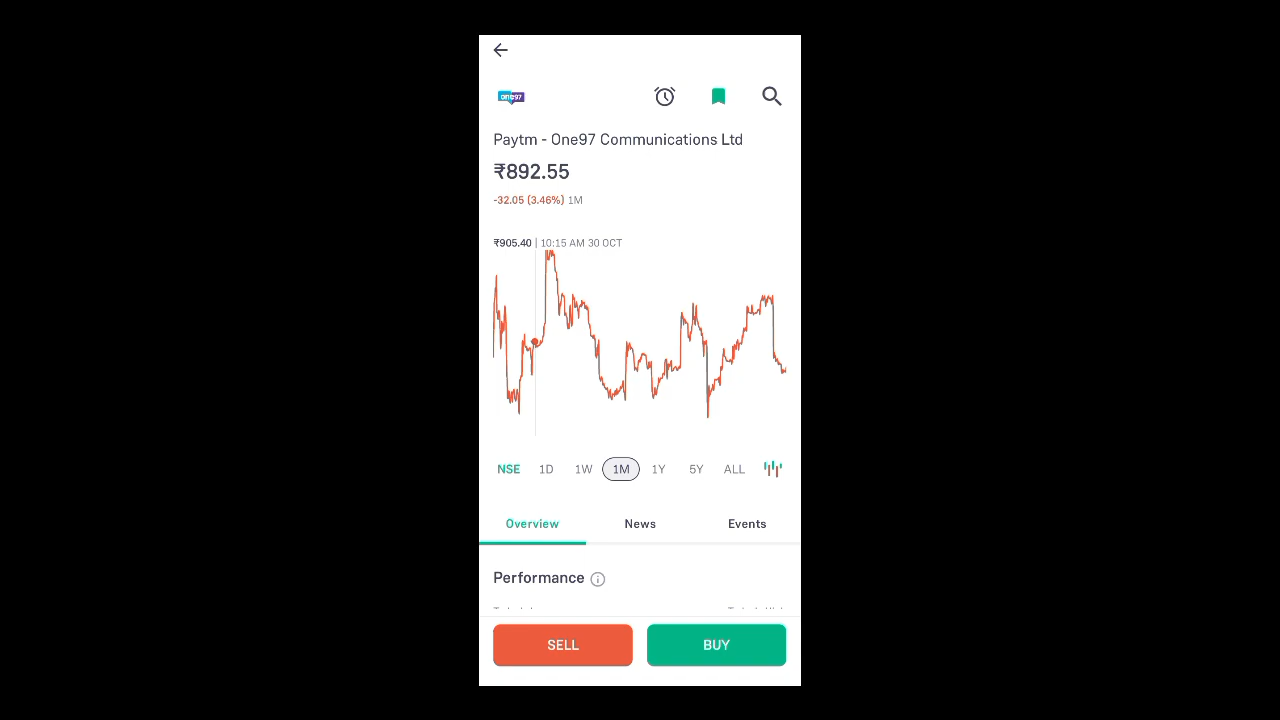 one97
Paytm - One97 Communications Ltd
₹892.55
-32.05 (3.46%) 1M
₹905.40 | 10:15 AM 30 OCT
NSE 1D 1W 1M 1Y 5Y ALL
Overview News Events
Performance
SELL BUY